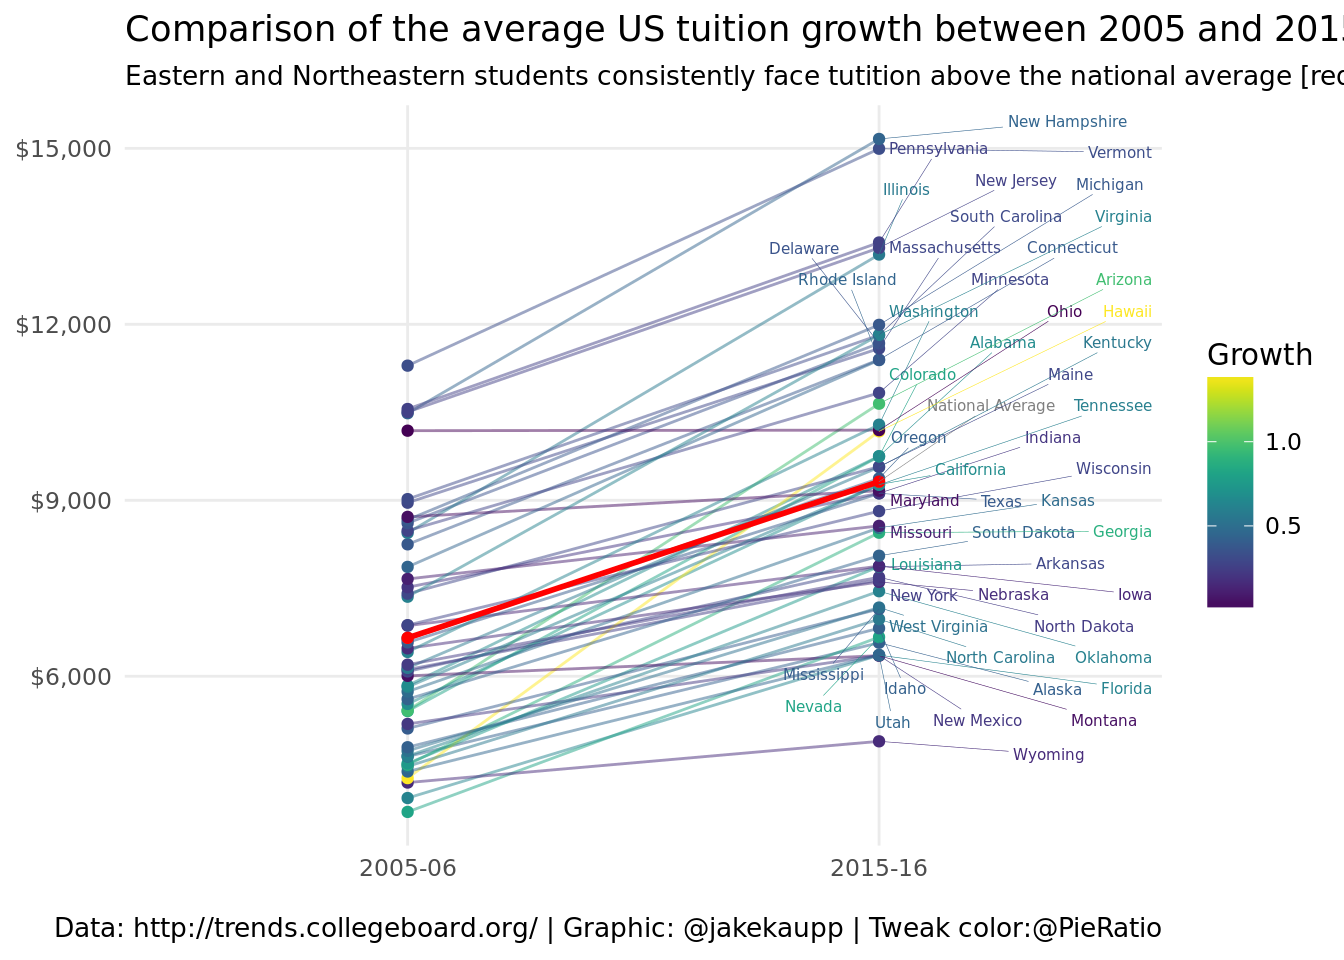 Comparison of the average US tuition growth between 2005 and 2015
Eastern and Northeastern students consistently face tutition above the national average [red
$15,000
$12,000
$9,000
$6,000
New Hampshire
Pennsylvania
Vermont
New Jersey
Michigan
Illinois
South Carolina
Virginia
Delaware
Massachusetts
Connecticut
Rhode Island
Minnesota
Arizona
Washington
Ohio
Hawaii
Alabama
Kentucky
Colorado
Maine
National Average
Tennessee
Oregon
Indiana
California
Wisconsin
Maryland
Texas
Kansas
Missouri
South Dakota
Georgia
Louisiana
Arkansas
New York
Nebraska
Iowa
West Virginia
North Dakota
North Carolina
Oklahoma
Mississippi
Idaho
Alaska
Florida
Nevada
Utah
New Mexico
Montana
Wyoming
Growth
1.0
0.5
2005-06
2015-16
Data: http://trends.collegeboard.org/ | Graphic: @jakekaupp | Tweak color:@PieRatio